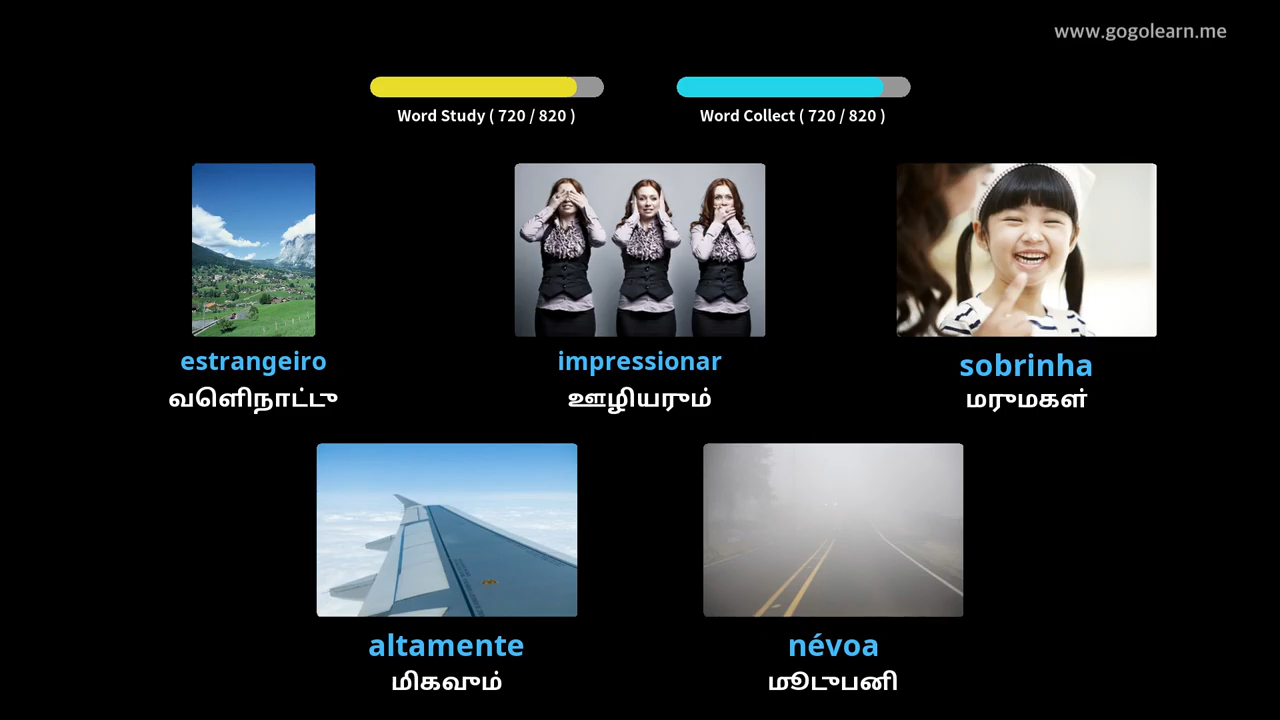 www.gogolearn.me
Word Study ( 720 / 820 )
Word Collect ( 720 / 820 )
estrangeiro
வெளிநாட்டு
impressionar
ஊழியரும்
sobrinha
மருமகள்
altamente
மிகவும்
névoa
மூடுபனி